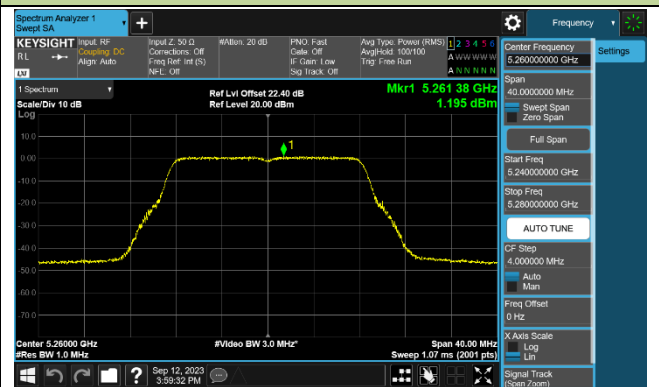 Spectrum Analyzer 1
Swept SA
Frequency
KEYSIGHT
RL
LXI
Input: RF
Coupling: DC
Align: Auto
Input Z: 50 Ω
Corrections: Off
Freq Ref: Int (S)
NFE: Off
#Atten: 20 dB
PNO: Fast
Gate: Off
IF Gain: Low
Sig Track: Off
Avg Type: Power (RMS)
Avg|Hold: 100/100
Trig: Free Run
1 2 3 4 5 6
A W W W W W
A N N N N N
1 Spectrum
Scale/Div 10 dB
Log
Ref Lvl Offset 22.40 dB
Ref Level 20.00 dBm
Mkr1 5.261 38 GHz
1.195 dBm
10.0
0.00
-10.0
-20.0
-30.0
-40.0
-50.0
-60.0
-70.0
1
Center 5.26000 GHz
#Res BW 1.0 MHz
#Video BW 3.0 MHz*
Span 40.00 MHz
Sweep 1.07 ms (2001 pts)
Sep 12, 2023
3:59:32 PM
Center Frequency
5.260000000 GHz
Settings
Span
40.0000000 MHz
Swept Span
Zero Span
Full Span
Start Freq
5.240000000 GHz
Stop Freq
5.280000000 GHz
AUTO TUNE
CF Step
4.000000 MHz
Auto
Man
Freq Offset
0 Hz
X Axis Scale
Log
Lin
Signal Track
(Span Zoom)